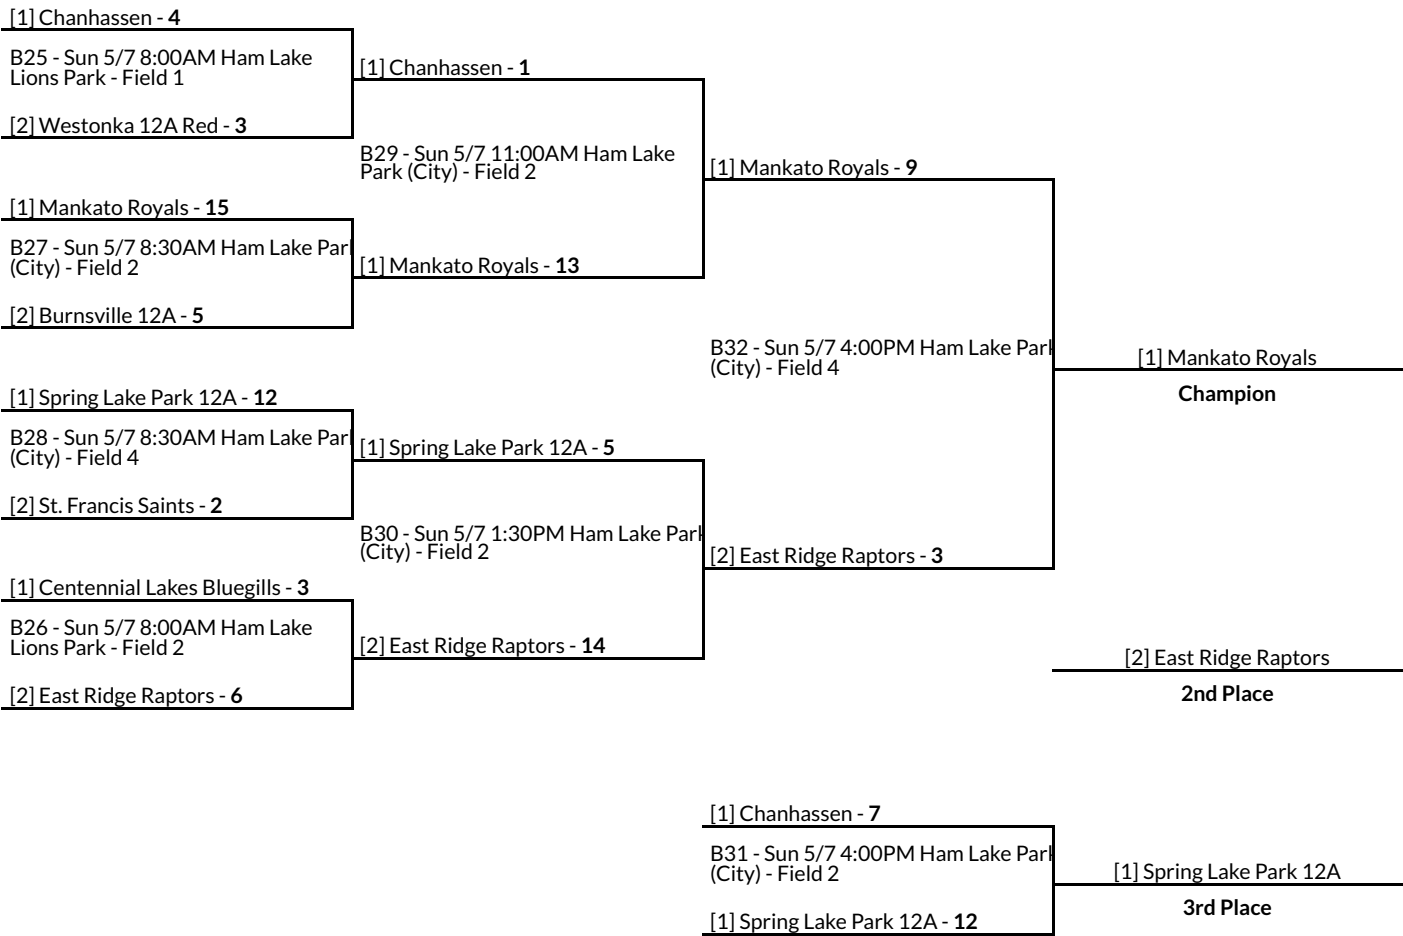 [1] Chanhassen - 4
B25 - Sun 5/7 8:00AM Ham Lake
Lions Park - Field 1
[2] Westonka 12A Red - 3
[1] Mankato Royals - 15
B27 - Sun 5/7 8:30AM Ham Lake Park
(City) - Field 2
[2] Burnsville 12A - 5
[1] Spring Lake Park 12A - 12
B28 - Sun 5/7 8:30AM Ham Lake Park
(City) - Field 4
[2] St. Francis Saints - 2
[1] Centennial Lakes Bluegills - 3
B26 - Sun 5/7 8:00AM Ham Lake
Lions Park - Field 2
[2] East Ridge Raptors - 6
[1] Chanhassen - 1
B29 - Sun 5/7 11:00AM Ham Lake
Park (City) - Field 2
[1] Mankato Royals - 13
[1] Spring Lake Park 12A - 5
B30 - Sun 5/7 1:30PM Ham Lake Park
(City) - Field 2
[2] East Ridge Raptors - 14
[1] Mankato Royals - 9
B32 - Sun 5/7 4:00PM Ham Lake Park
(City) - Field 4
[2] East Ridge Raptors - 3
[1] Mankato Royals
Champion
[2] East Ridge Raptors
2nd Place
[1] Chanhassen - 7
B31 - Sun 5/7 4:00PM Ham Lake Park
(City) - Field 2
[1] Spring Lake Park 12A - 12
[1] Spring Lake Park 12A
3rd Place